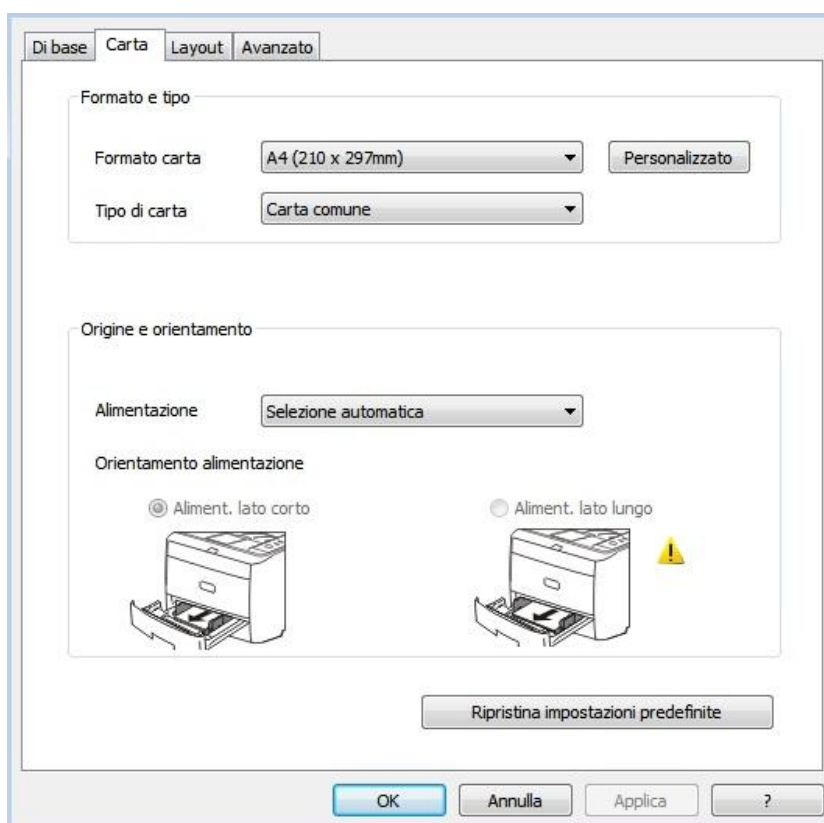 Di base Carta Layout Avanzato
Formato e tipo
Formato carta A4 (210 x 297mm) Personalizzato
Tipo di carta Carta comune
Origine e orientamento
Alimentazione Selezione automatica
Orientamento alimentazione
Aliment. lato corto Aliment. lato lungo
Ripristina impostazioni predefinite
OK Annulla Applica ?